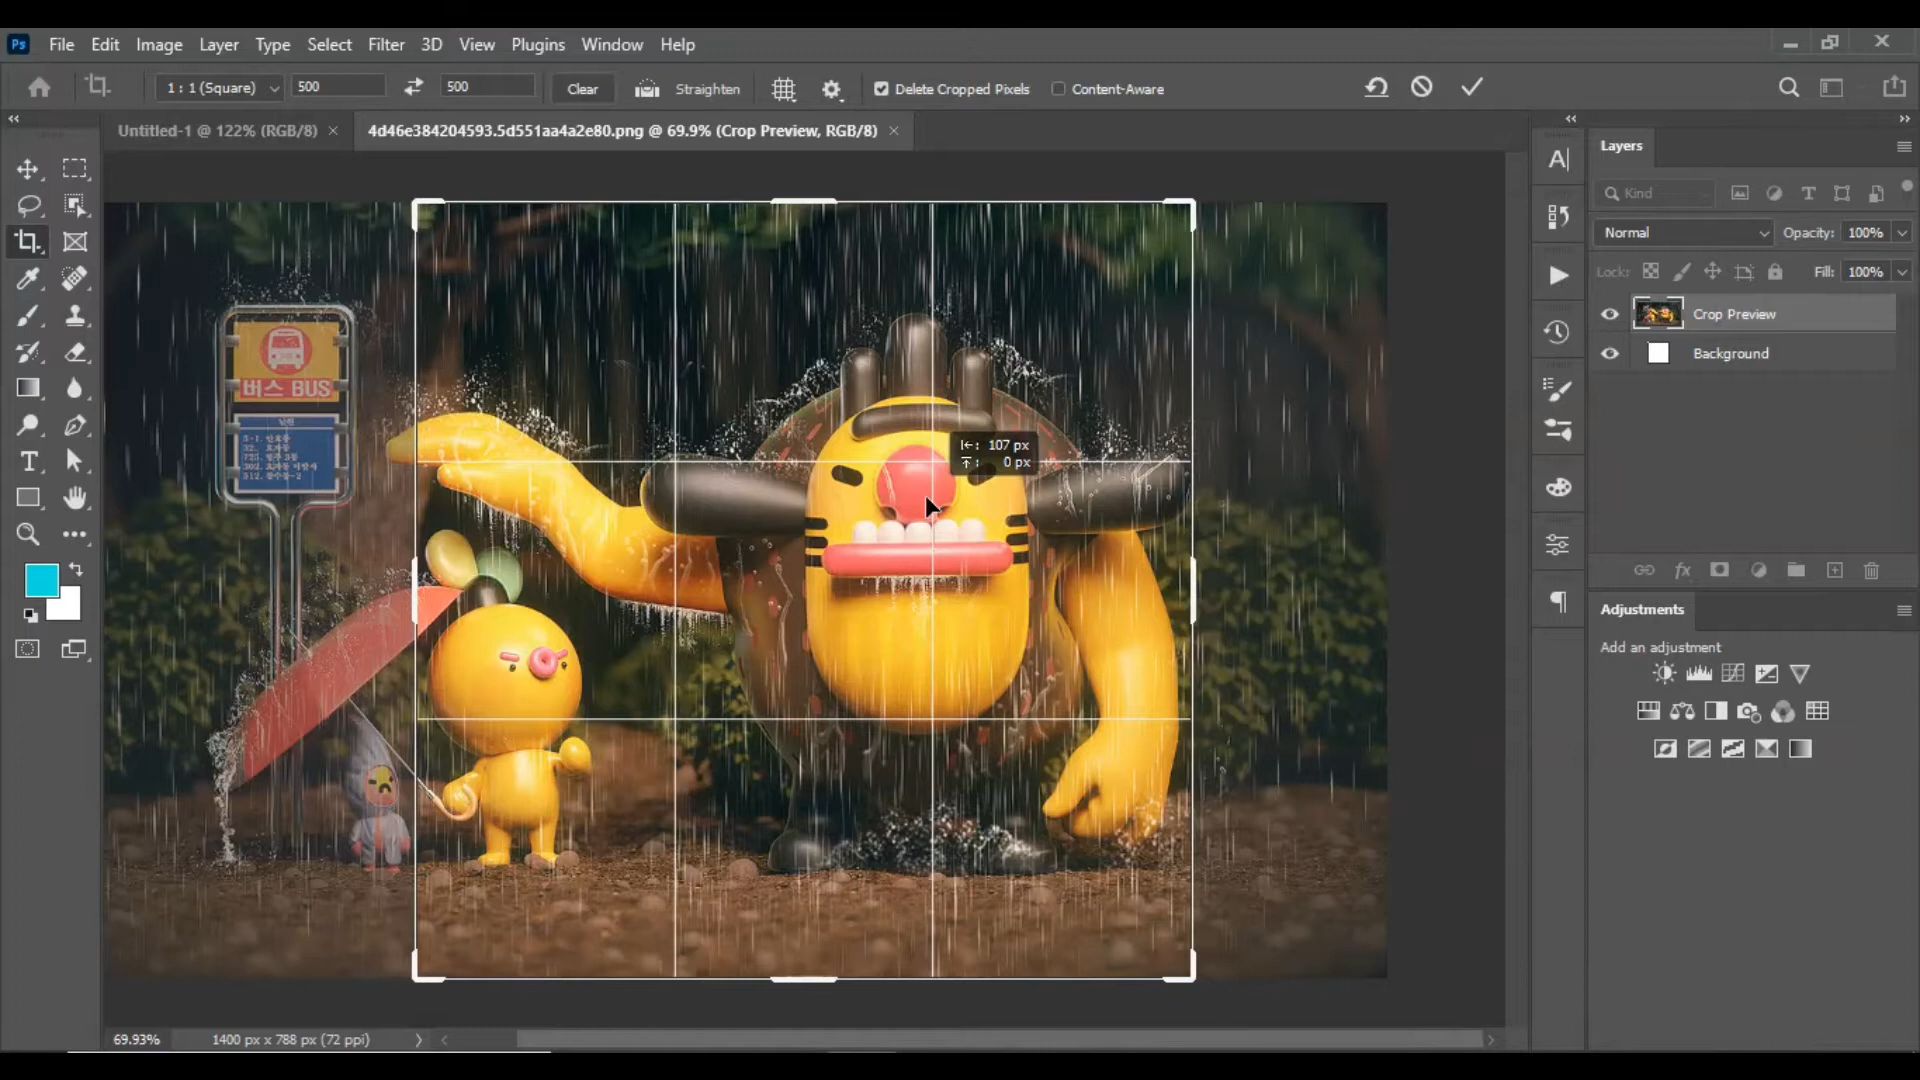 Ps File Edit Image Layer Type Select Filter 3D View Plugins Window Help
1 : 1 (Square) 500 500 Clear Straighten Delete Cropped Pixels Content-Aware
Untitled-1 @ 122% (RGB/8) × 4d46e384204593.5d551aa4a2e80.png @ 69.9% (Crop Preview, RGB/8) ×
Layers
Kind
Normal Opacity: 100%
Lock: Fill: 100%
Crop Preview
Background
버스 BUS
107 px
0 px
Adjustments
Add an adjustment
69.93% 1400 px x 788 px (72 ppi)